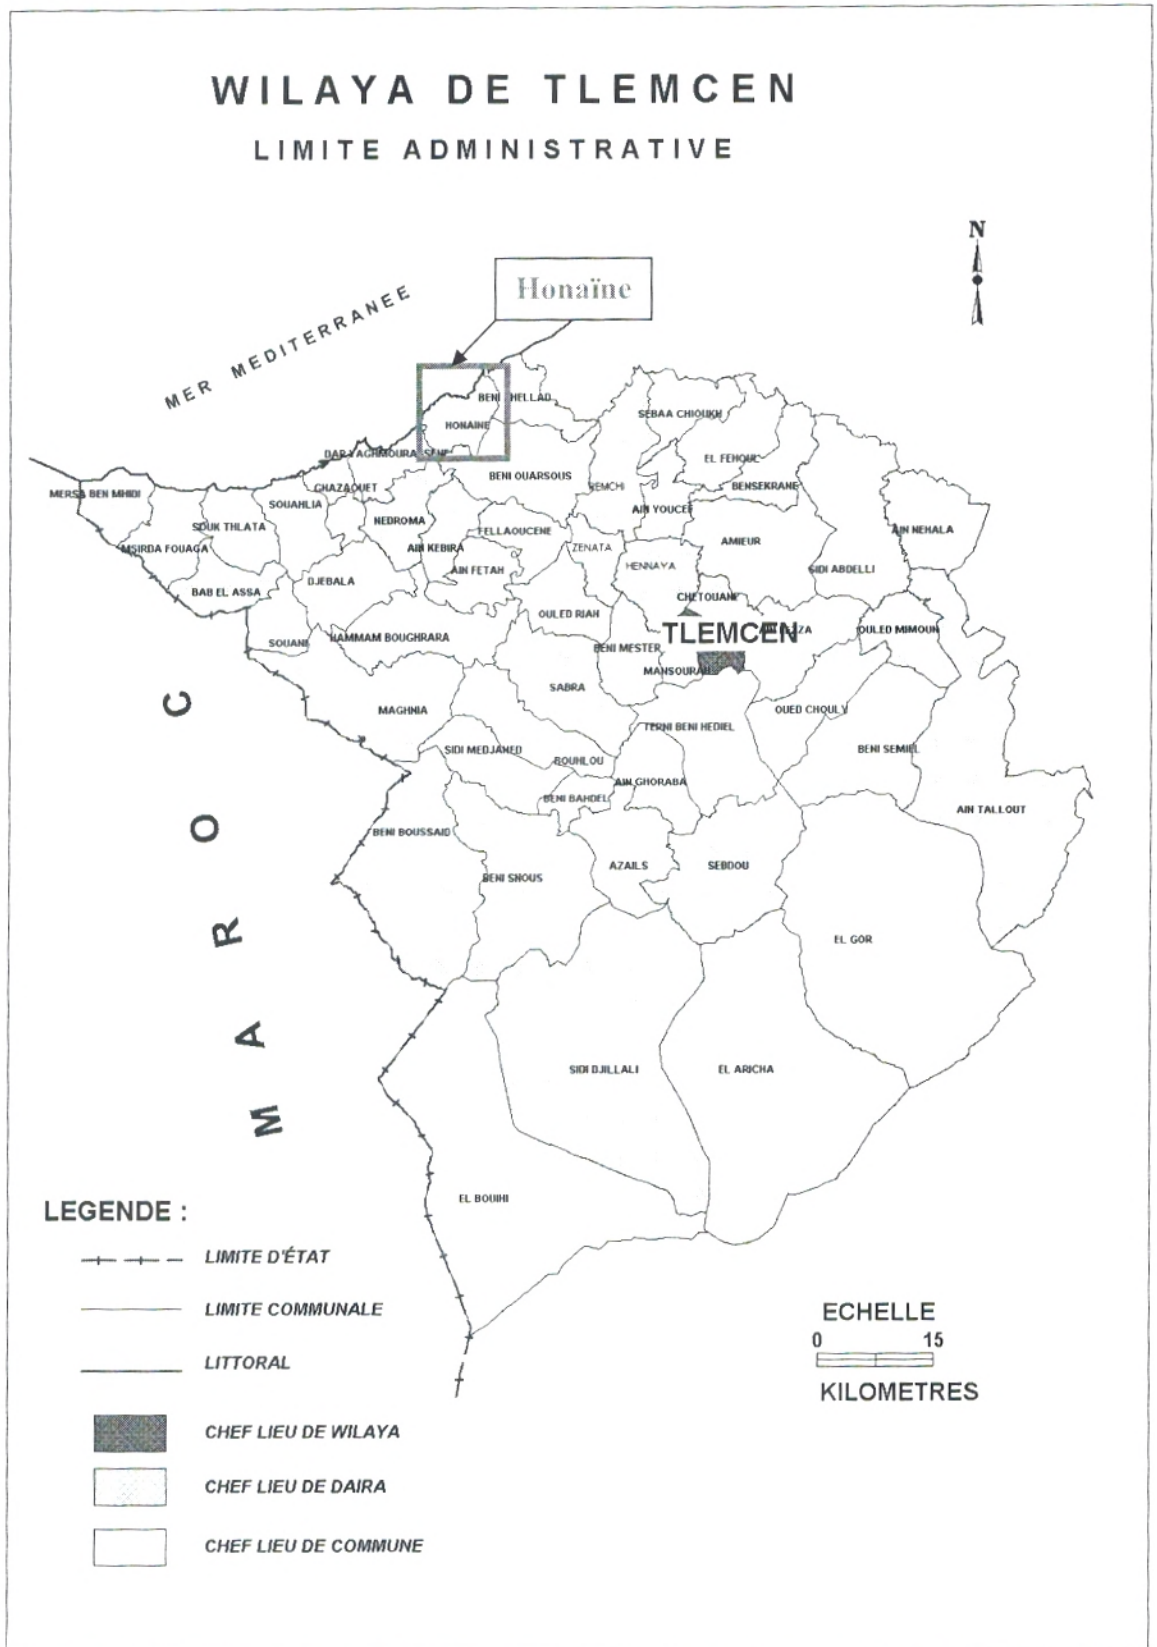 WILAYA DE TLEMCEN
LIMITE ADMINISTRATIVE
N
Honaïne
MER MEDITERRANEE
BENI KHELLAD
SEBAA CHIOUKH
HONAINE
DAR YAGHMOURASSENE
EL FEHOUL
BENI OUARSOUS
REMCHI
BENSEKRANE
GHAZAOUET
MERSA BEN MHIDI
SOUAHLIA
AIN YOUCEF
NEDROMA
SOUK THLATA
FELLAOUCENE
AIN NEHALA
AMIEUR
MSIRDA FOUAGA
AIN KEBIRA
ZENATA
HENNAYA
AIN FETAH
SIDI ABDELLI
DJEBALA
BAB EL ASSA
CHETOUANE
OULED RIAH
TLEMCEN
OULED MIMOUN
HAMMAM BOUGHRARA
SOUANI
BENI MESTER
MANSOURAH
SABRA
MAGHNIA
OUED CHOULY
TERNI BENI HEDIEL
SIDI MEDJAHED
BENI SEMIEL
BOUHLOU
AIN GHORABA
BENI BAHDEL
AIN TALLOUT
BENI BOUSSAID
AZAILS
SEBDOU
BENI SNOUS
EL GOR
SIDI DJILLALI
EL ARICHA
EL BOUIHI
MAROC
LEGENDE :
LIMITE D'ÉTAT
LIMITE COMMUNALE
LITTORAL
CHEF LIEU DE WILAYA
CHEF LIEU DE DAIRA
CHEF LIEU DE COMMUNE
ECHELLE
0 15
KILOMETRES